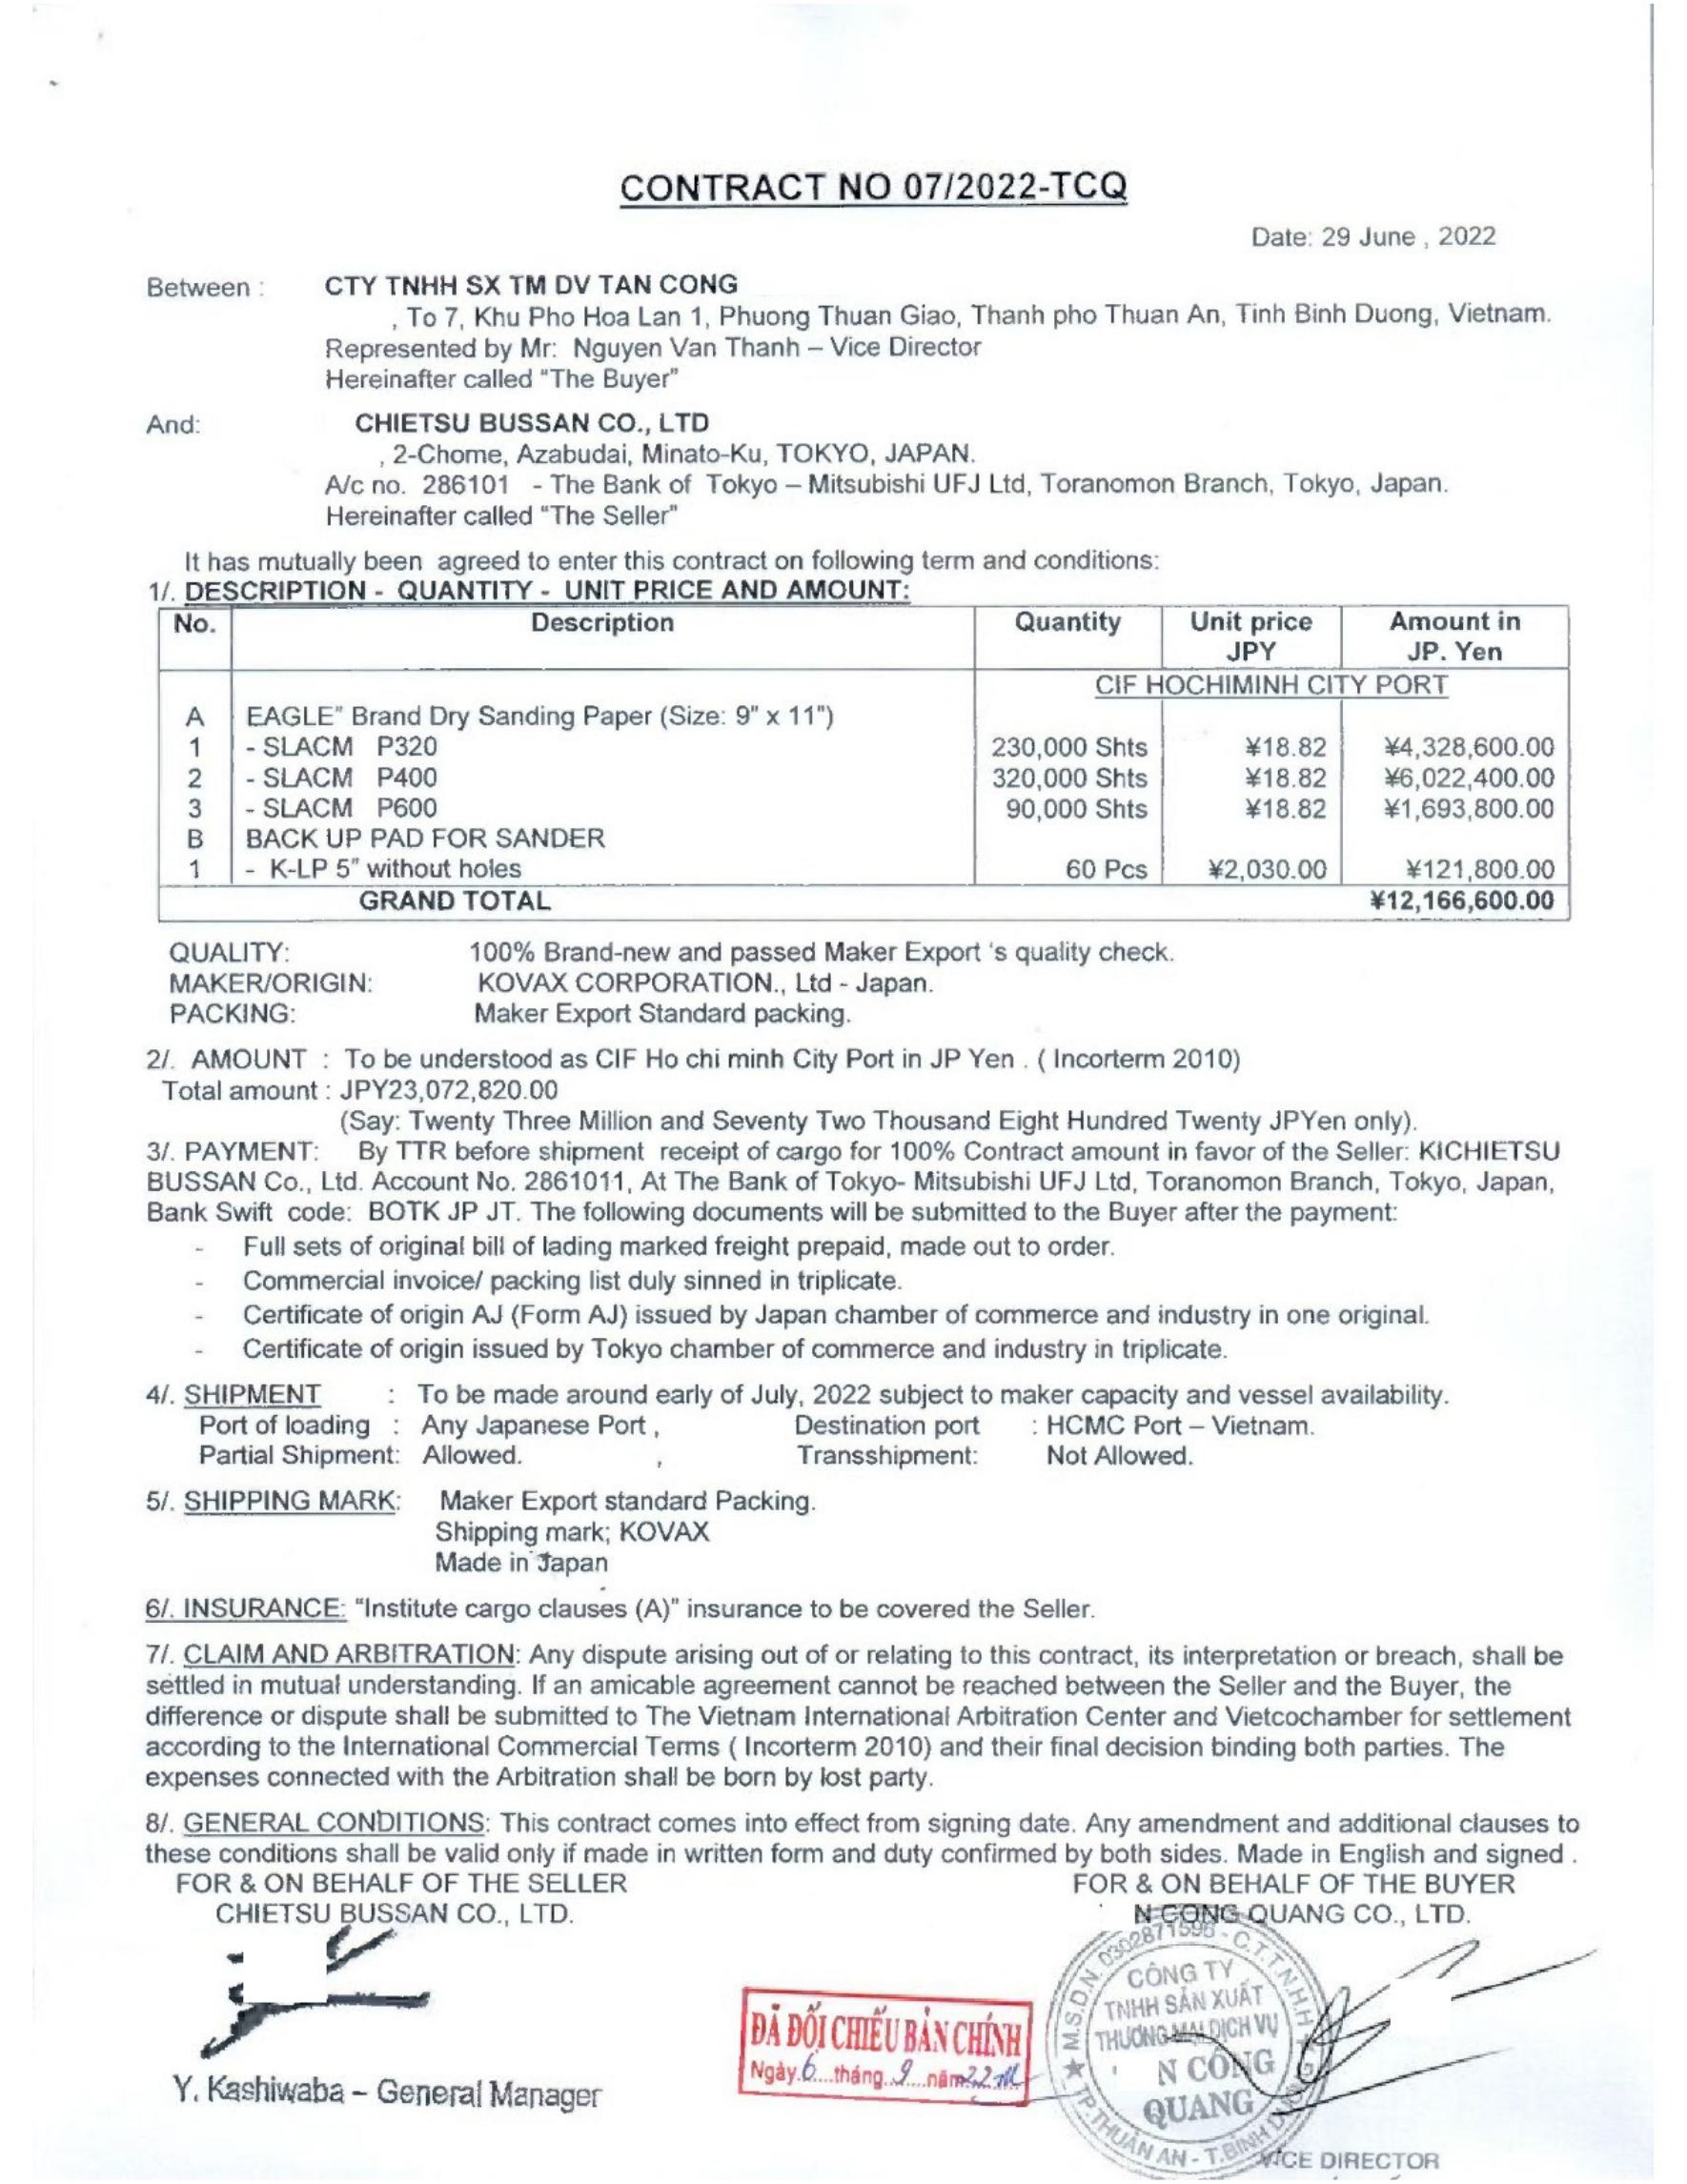 CONTRACT NO 07/2022-TCQ
Date: 29 June , 2022
Between : CTY TNHH SX TM DV TAN CONG
, To 7, Khu Pho Hoa Lan 1, Phuong Thuan Giao, Thanh pho Thuan An, Tinh Binh Duong, Vietnam.
Represented by Mr: Nguyen Van Thanh – Vice Director
Hereinafter called "The Buyer"
And: CHIETSU BUSSAN CO., LTD
, 2-Chome, Azabudai, Minato-Ku, TOKYO, JAPAN.
A/c no. 286101 - The Bank of Tokyo – Mitsubishi UFJ Ltd, Toranomon Branch, Tokyo, Japan.
Hereinafter called "The Seller"
It has mutually been agreed to enter this contract on following term and conditions:
1/. DESCRIPTION - QUANTITY - UNIT PRICE AND AMOUNT:
No. Description Quantity Unit price Amount in
JPY JP. Yen
CIF HOCHIMINH CITY PORT
A EAGLE" Brand Dry Sanding Paper (Size: 9" x 11")
1 - SLACM P320 230,000 Shts ¥18.82 ¥4,328,600.00
2 - SLACM P400 320,000 Shts ¥18.82 ¥6,022,400.00
3 - SLACM P600 90,000 Shts ¥18.82 ¥1,693,800.00
B BACK UP PAD FOR SANDER
1 - K-LP 5" without holes 60 Pcs ¥2,030.00 ¥121,800.00
GRAND TOTAL ¥12,166,600.00
QUALITY: 100% Brand-new and passed Maker Export 's quality check.
MAKER/ORIGIN: KOVAX CORPORATION., Ltd - Japan.
PACKING: Maker Export Standard packing.
2/. AMOUNT : To be understood as CIF Ho chi minh City Port in JP Yen . ( Incorterm 2010)
Total amount : JPY23,072,820.00
(Say: Twenty Three Million and Seventy Two Thousand Eight Hundred Twenty JPYen only).
3/. PAYMENT: By TTR before shipment receipt of cargo for 100% Contract amount in favor of the Seller: KICHIETSU
BUSSAN Co., Ltd. Account No. 2861011, At The Bank of Tokyo- Mitsubishi UFJ Ltd, Toranomon Branch, Tokyo, Japan,
Bank Swift code: BOTK JP JT. The following documents will be submitted to the Buyer after the payment:
- Full sets of original bill of lading marked freight prepaid, made out to order.
- Commercial invoice/ packing list duly sinned in triplicate.
- Certificate of origin AJ (Form AJ) issued by Japan chamber of commerce and industry in one original.
- Certificate of origin issued by Tokyo chamber of commerce and industry in triplicate.
4/. SHIPMENT : To be made around early of July, 2022 subject to maker capacity and vessel availability.
Port of loading : Any Japanese Port , Destination port : HCMC Port – Vietnam.
Partial Shipment: Allowed. , Transshipment: Not Allowed.
5/. SHIPPING MARK: Maker Export standard Packing.
Shipping mark; KOVAX
Made in Japan
6/. INSURANCE: "Institute cargo clauses (A)" insurance to be covered the Seller.
7/. CLAIM AND ARBITRATION: Any dispute arising out of or relating to this contract, its interpretation or breach, shall be
settled in mutual understanding. If an amicable agreement cannot be reached between the Seller and the Buyer, the
difference or dispute shall be submitted to The Vietnam International Arbitration Center and Vietcochamber for settlement
according to the International Commercial Terms ( Incorterm 2010) and their final decision binding both parties. The
expenses connected with the Arbitration shall be born by lost party.
8/. GENERAL CONDITIONS: This contract comes into effect from signing date. Any amendment and additional clauses to
these conditions shall be valid only if made in written form and duty confirmed by both sides. Made in English and signed .
FOR & ON BEHALF OF THE SELLER FOR & ON BEHALF OF THE BUYER
CHIETSU BUSSAN CO., LTD. N CONG QUANG CO., LTD.
M.S.D.N. 0302871596 - C.T.T.N.H.H
CÔNG TY
TNHH SẢN XUẤT
THƯƠNG MẠI DỊCH VỤ
N CÔNG
QUANG
TP. THUẬN AN - T. BÌNH DƯƠNG
ĐÃ ĐỐI CHIẾU BẢN CHÍNH
Ngày 6 tháng 9 năm 22
Y. Kashiwaba – General Manager
VICE DIRECTOR